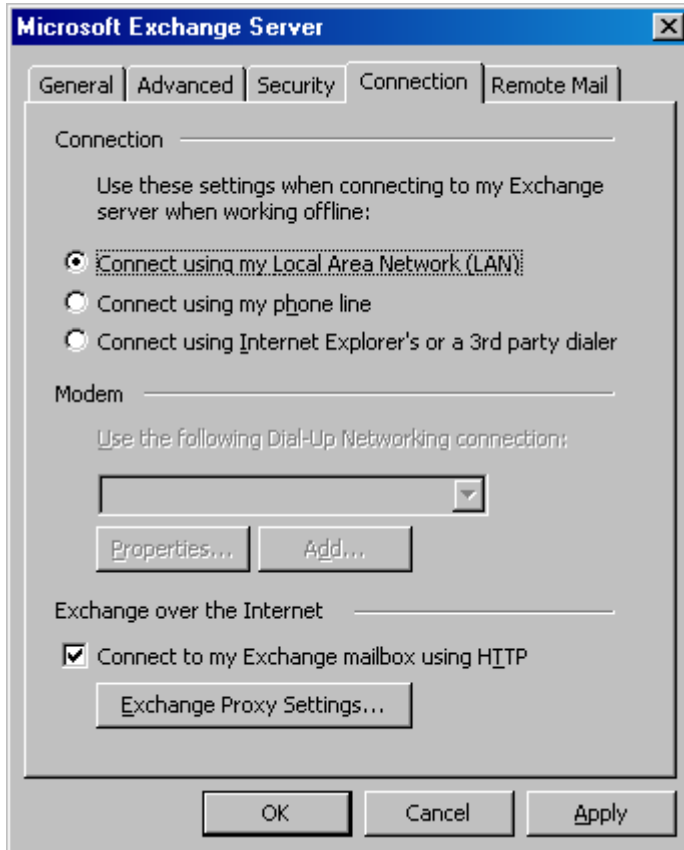 Microsoft Exchange Server
General Advanced Security Connection Remote Mail
Connection
Use these settings when connecting to my Exchange
server when working offline:
Connect using my Local Area Network (LAN)
Connect using my phone line
Connect using Internet Explorer's or a 3rd party dialer
Modem
Use the following Dial-Up Networking connection:
Properties... Add...
Exchange over the Internet
Connect to my Exchange mailbox using HTTP
Exchange Proxy Settings...
OK Cancel Apply